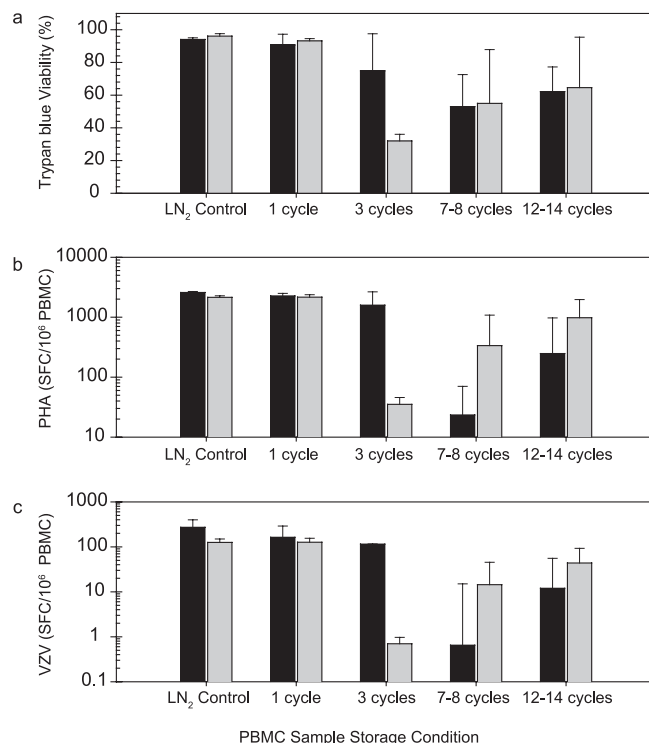 a
Trypan blue Viability (%)
100
80
60
40
20
0
LN₂ Control 1 cycle 3 cycles 7-8 cycles 12-14 cycles
b
PHA (SFC/10⁶ PBMC)
10000
1000
100
10
LN₂ Control 1 cycle 3 cycles 7-8 cycles 12-14 cycles
c
VZV (SFC/10⁶ PBMC)
1000
100
10
1
0.1
LN₂ Control 1 cycle 3 cycles 7-8 cycles 12-14 cycles
PBMC Sample Storage Condition